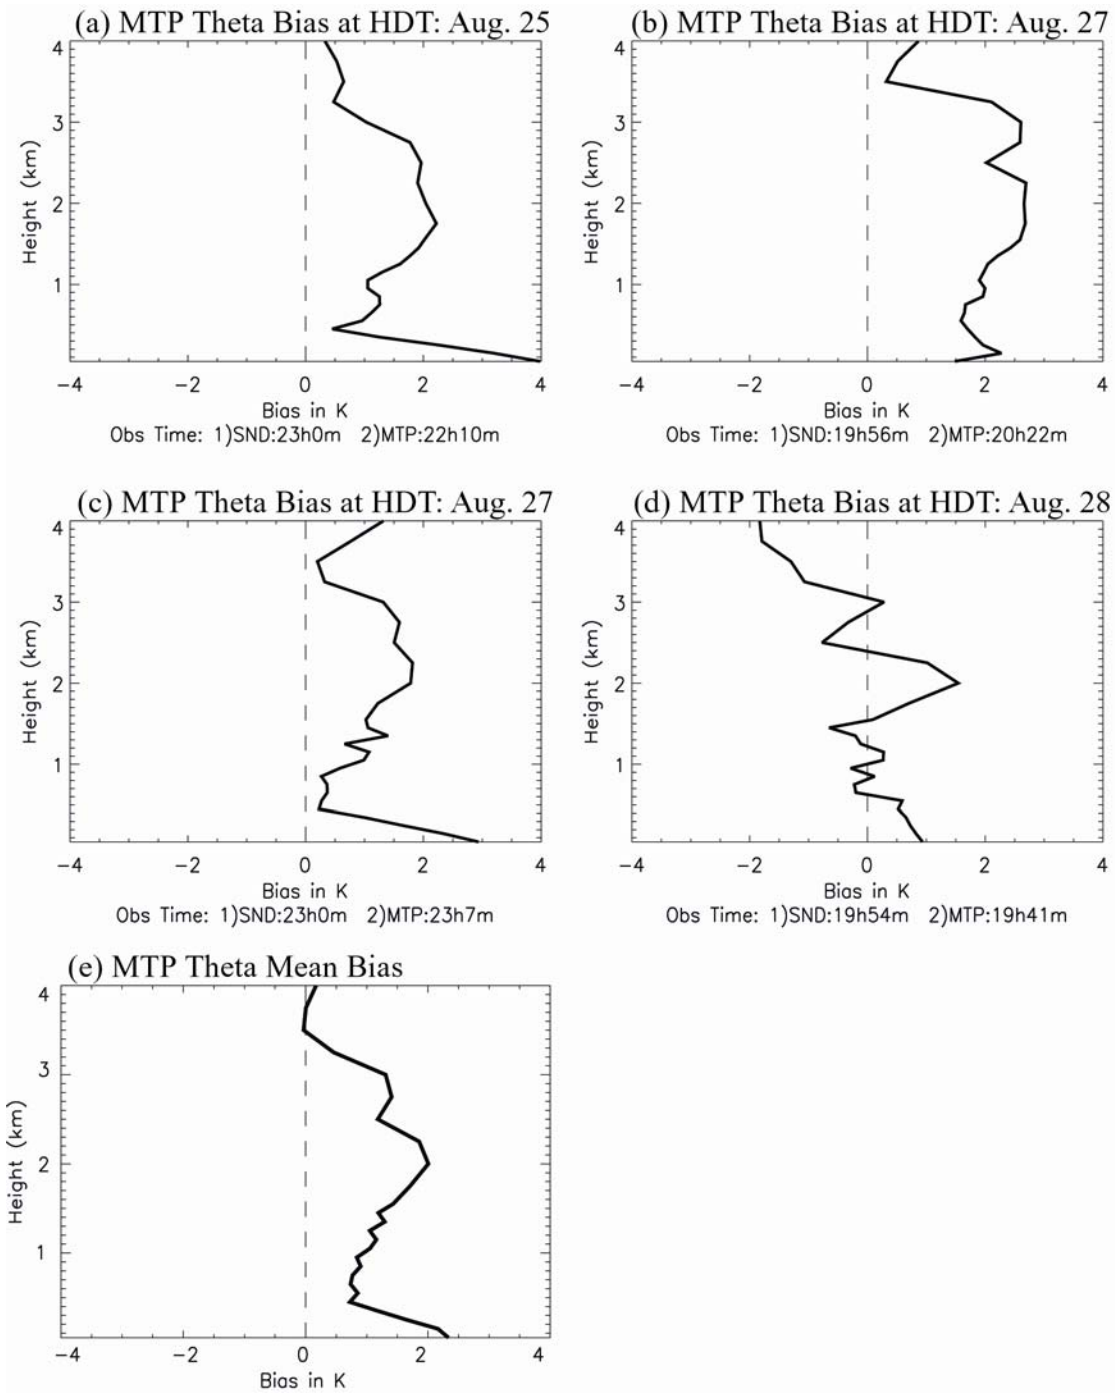 (a) MTP Theta Bias at HDT: Aug. 25
4
3
2
1
Height (km)
−4 −2 0 2 4
Bias in K
Obs Time: 1)SND:23h0m 2)MTP:22h10m
(b) MTP Theta Bias at HDT: Aug. 27
4
3
2
1
Height (km)
−4 −2 0 2 4
Bias in K
Obs Time: 1)SND:19h56m 2)MTP:20h22m
(c) MTP Theta Bias at HDT: Aug. 27
4
3
2
1
Height (km)
−4 −2 0 2 4
Bias in K
Obs Time: 1)SND:23h0m 2)MTP:23h7m
(d) MTP Theta Bias at HDT: Aug. 28
4
3
2
1
Height (km)
−4 −2 0 2 4
Bias in K
Obs Time: 1)SND:19h54m 2)MTP:19h41m
(e) MTP Theta Mean Bias
4
3
2
1
Height (km)
−4 −2 0 2 4
Bias in K